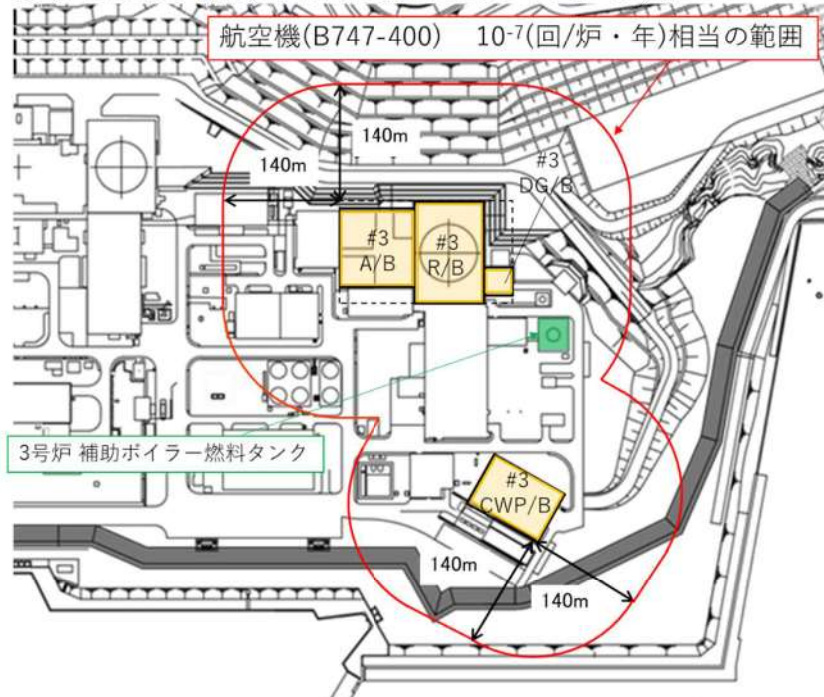 航空機(B747-400) 10⁻⁷(回/炉・年)相当の範囲
140m
140m
#3
DG/B
#3
A/B
#3
R/B
3号炉 補助ボイラー燃料タンク
#3
CWP/B
140m
140m